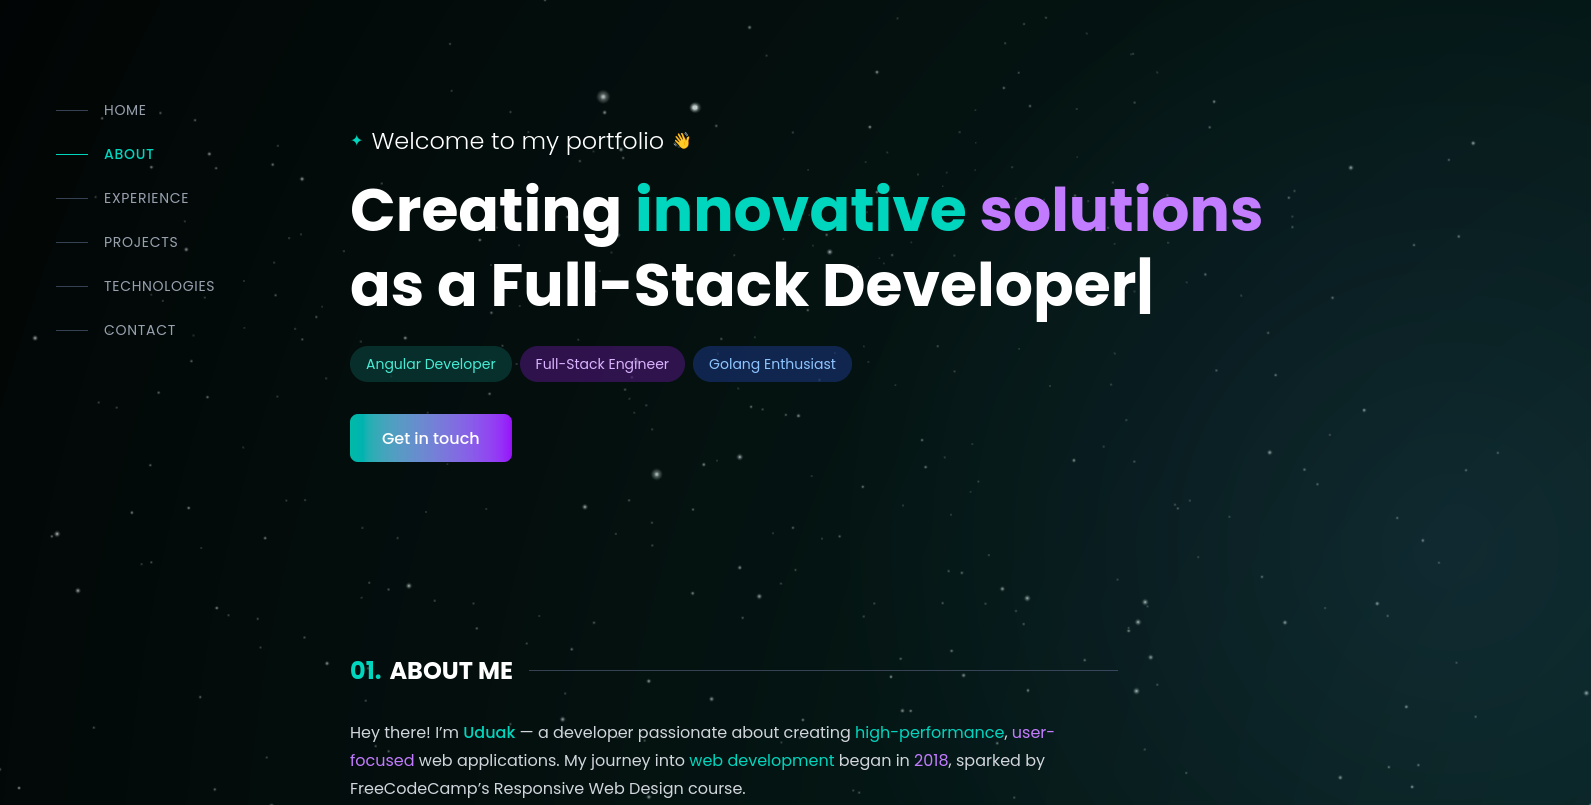 HOME
ABOUT
EXPERIENCE
PROJECTS
TECHNOLOGIES
CONTACT
✦ Welcome to my portfolio 👋
Creating innovative solutions
as a Full-Stack Developer|
Angular Developer
Full-Stack Engineer
Golang Enthusiast
Get in touch
01. ABOUT ME
Hey there! I’m Uduak — a developer passionate about creating high-performance, user-
focused web applications. My journey into web development began in 2018, sparked by
FreeCodeCamp’s Responsive Web Design course.